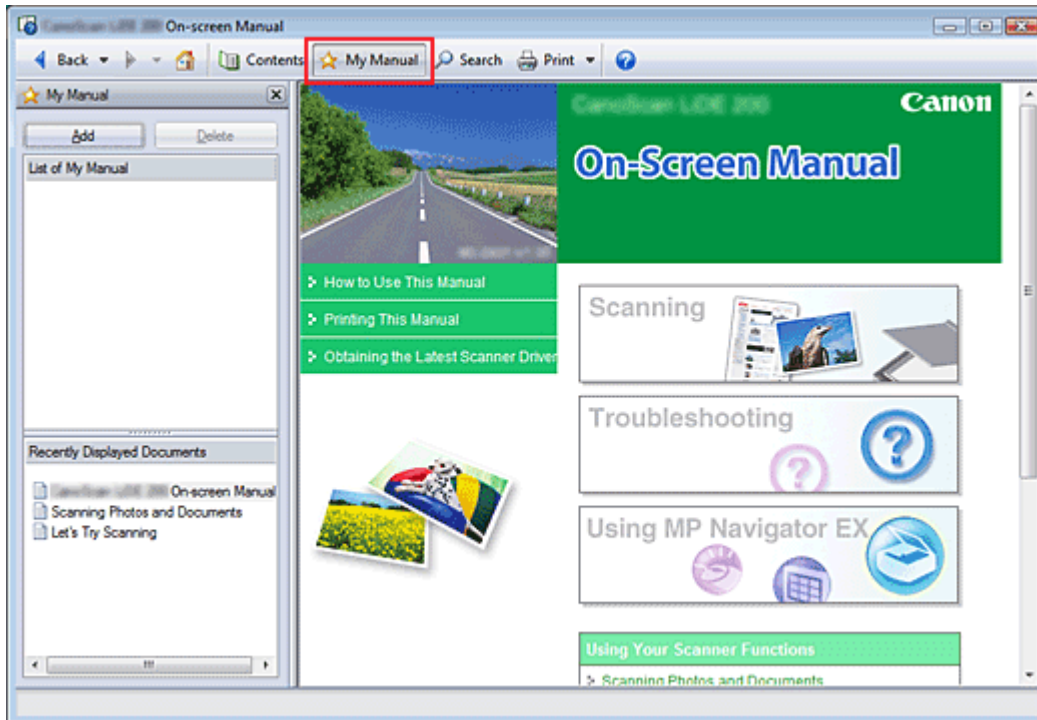 On-screen Manual
Back
Contents
My Manual
Search
Print
My Manual
Add
Delete
List of My Manual
Recently Displayed Documents
On-screen Manual
Scanning Photos and Documents
Let's Try Scanning
How to Use This Manual
Printing This Manual
Obtaining the Latest Scanner Driver
Canon
On-Screen Manual
Scanning
Troubleshooting
Using MP Navigator EX
Using Your Scanner Functions
Scanning Photos and Documents